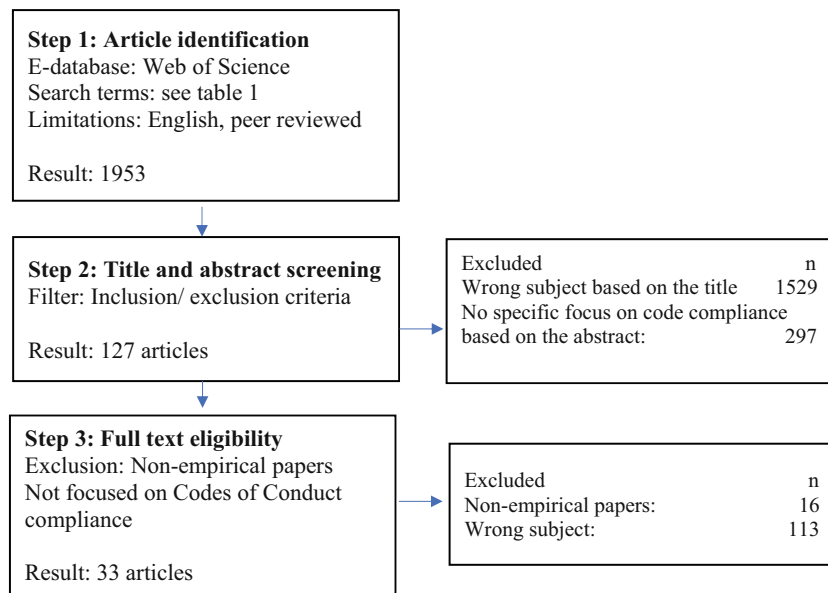 Step 1: Article identification
E-database: Web of Science
Search terms: see table 1
Limitations: English, peer reviewed
Result: 1953
Step 2: Title and abstract screening
Filter: Inclusion/ exclusion criteria
Result: 127 articles
Excluded n
Wrong subject based on the title 1529
No specific focus on code compliance
based on the abstract: 297
Step 3: Full text eligibility
Exclusion: Non-empirical papers
Not focused on Codes of Conduct
compliance
Result: 33 articles
Excluded n
Non-empirical papers: 16
Wrong subject: 113